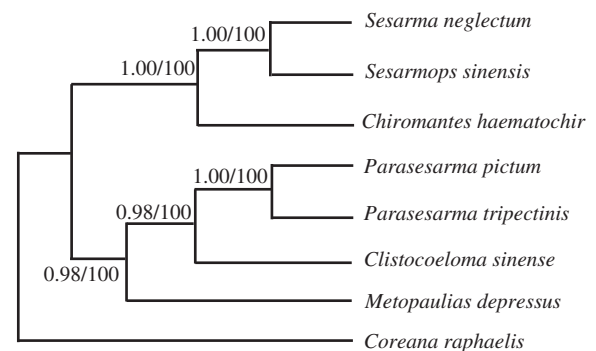 Sesarma neglectum
1.00/100
Sesarmops sinensis
1.00/100
Chiromantes haematochir
Parasesarma pictum
1.00/100
Parasesarma tripectinis
0.98/100
Clistocoeloma sinense
0.98/100
Metopaulias depressus
Coreana raphaelis